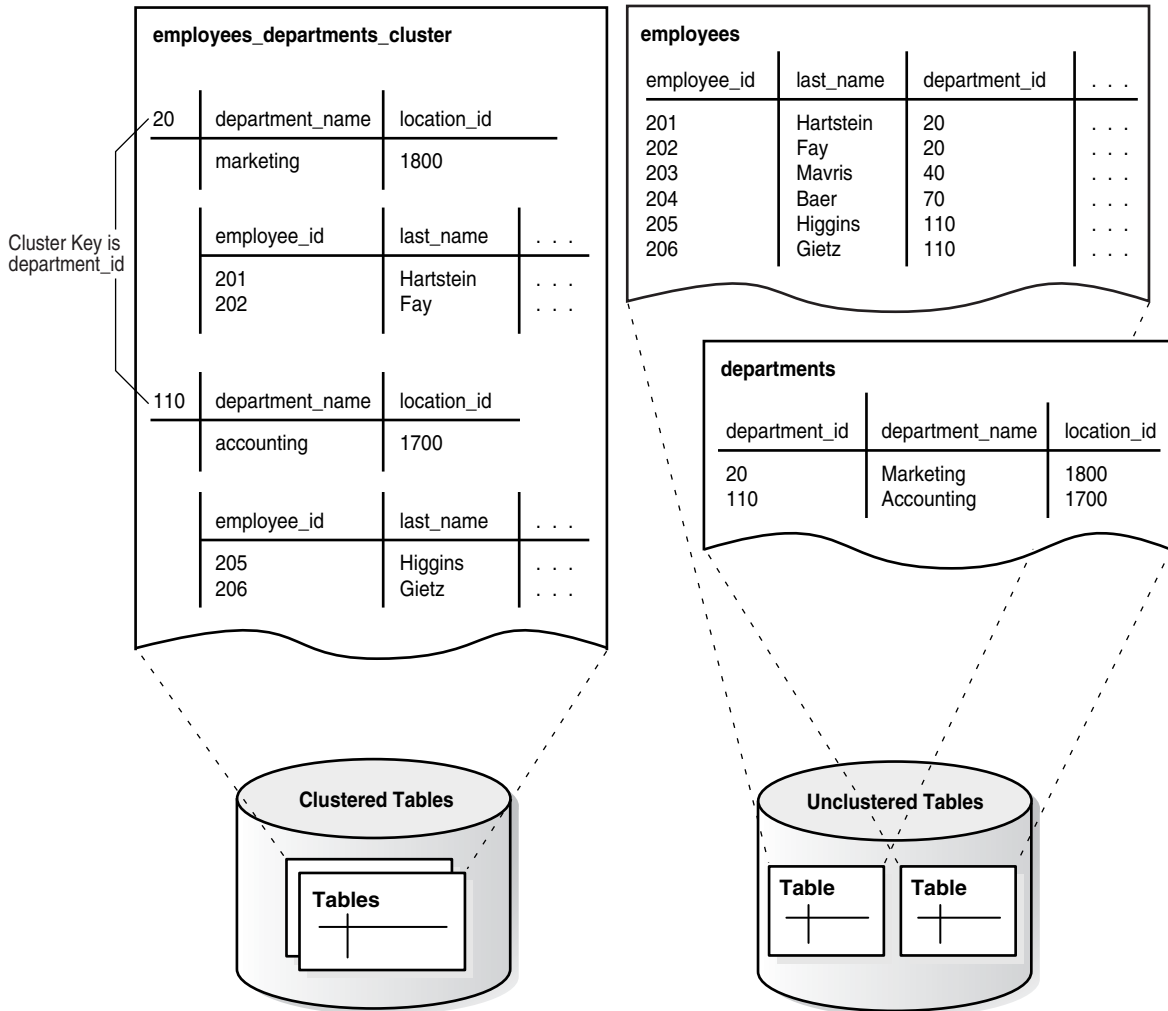 employees_departments_cluster
20 department_name location_id
marketing 1800
employee_id last_name . . .
201 Hartstein . . .
202 Fay . . .
Cluster Key is
department_id
110 department_name location_id
accounting 1700
employee_id last_name . . .
205 Higgins . . .
206 Gietz . . .
employees
employee_id last_name department_id . . .
201 Hartstein 20 . . .
202 Fay 20 . . .
203 Mavris 40 . . .
204 Baer 70 . . .
205 Higgins 110 . . .
206 Gietz 110 . . .
departments
department_id department_name location_id
20 Marketing 1800
110 Accounting 1700
Clustered Tables
Tables
Unclustered Tables
Table Table